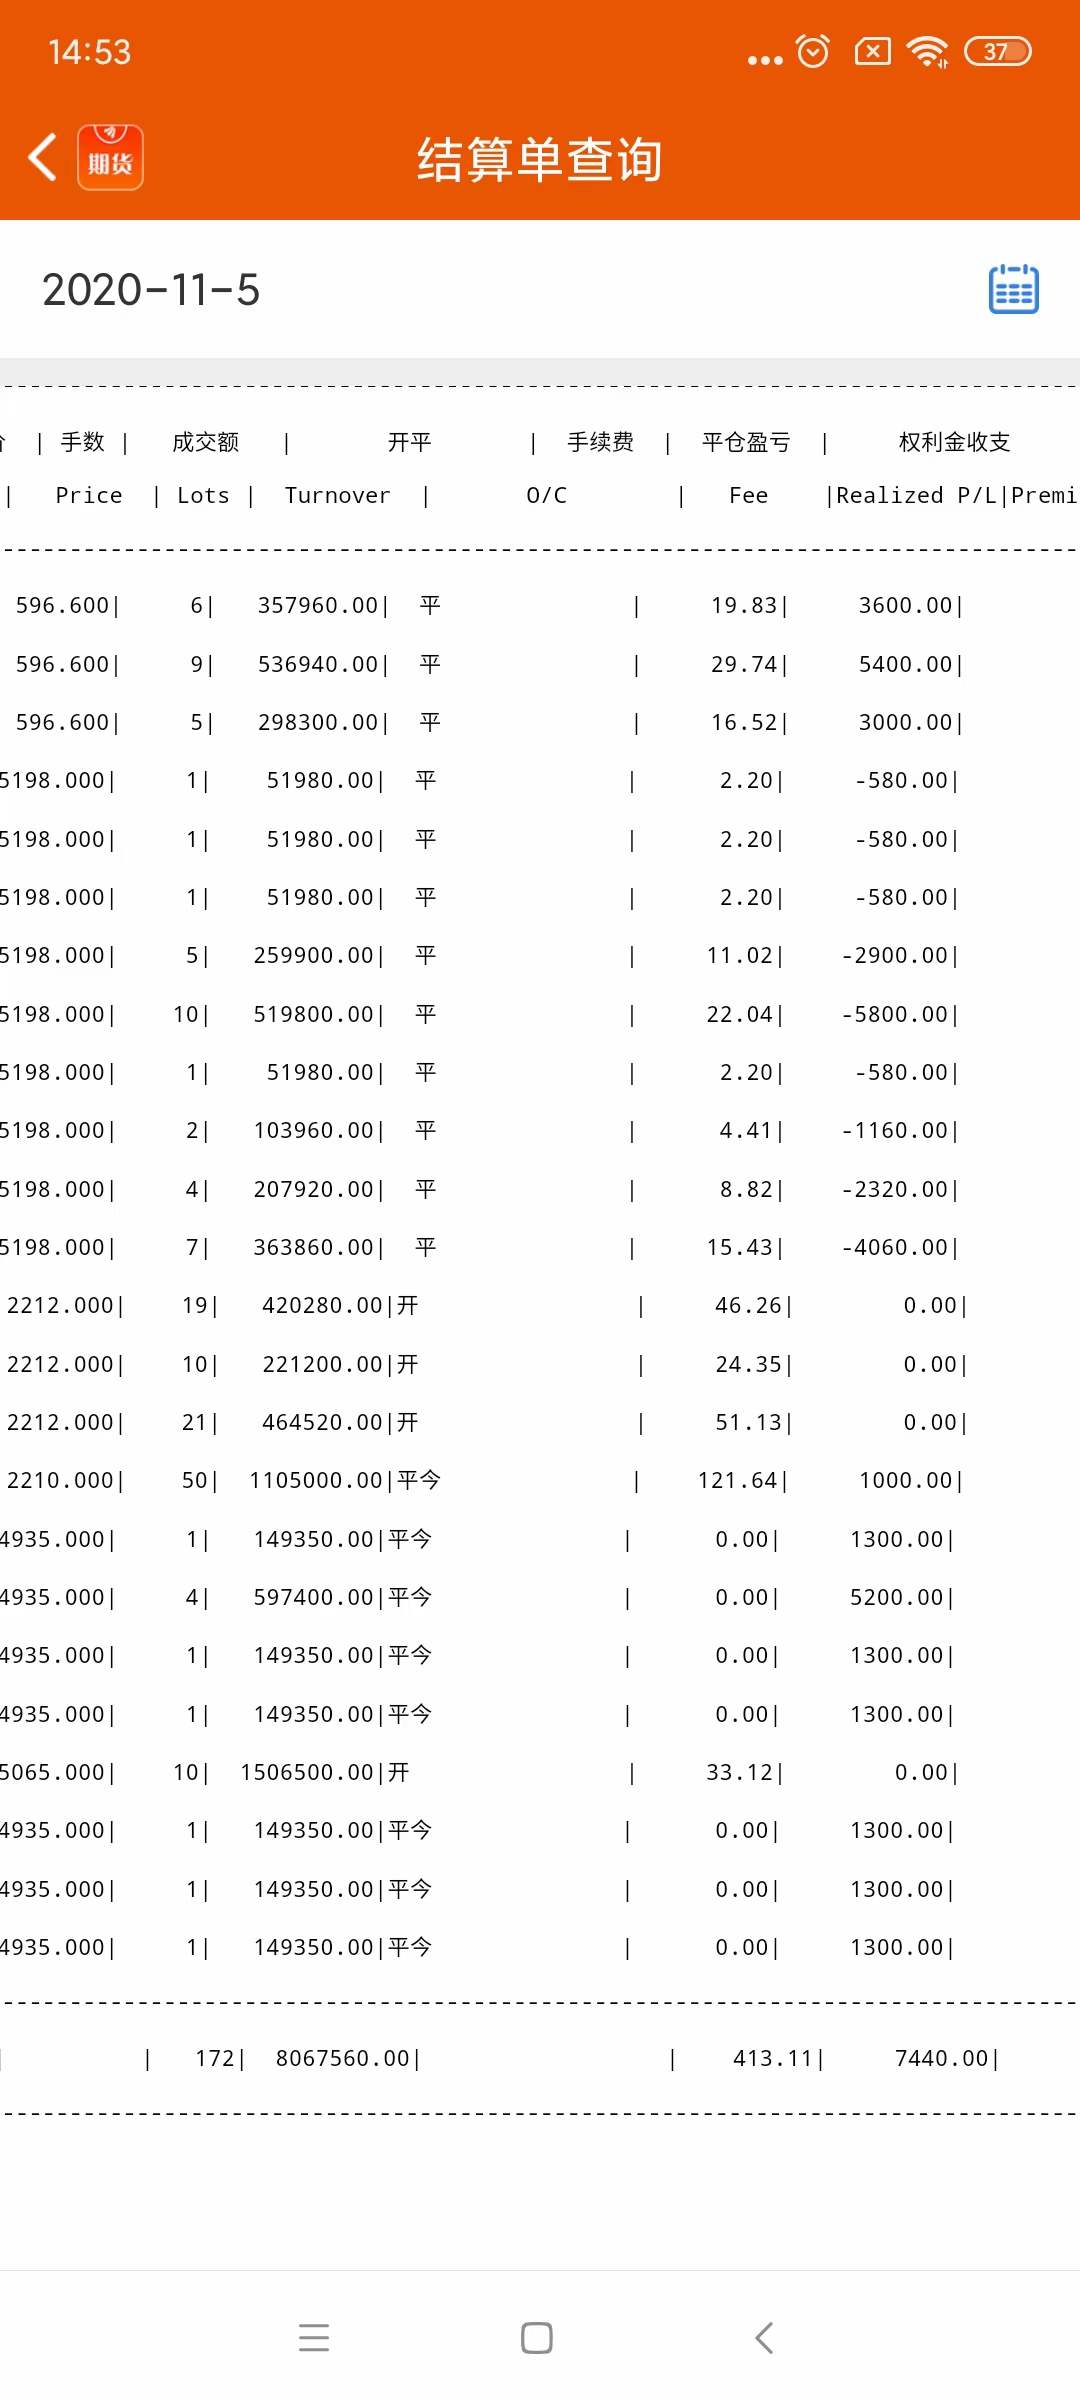 14:53
37
期货
结算单查询
2020-11-5
| 手数 | 成交额 | 开平 | 手续费 | 平仓盈亏 | 权利金收支
| Price | Lots | Turnover | O/C | Fee |Realized P/L|Premi
596.600| 6| 357960.00| 平 | 19.83| 3600.00|
596.600| 9| 536940.00| 平 | 29.74| 5400.00|
596.600| 5| 298300.00| 平 | 16.52| 3000.00|
5198.000| 1| 51980.00| 平 | 2.20| -580.00|
5198.000| 1| 51980.00| 平 | 2.20| -580.00|
5198.000| 1| 51980.00| 平 | 2.20| -580.00|
5198.000| 5| 259900.00| 平 | 11.02| -2900.00|
5198.000| 10| 519800.00| 平 | 22.04| -5800.00|
5198.000| 1| 51980.00| 平 | 2.20| -580.00|
5198.000| 2| 103960.00| 平 | 4.41| -1160.00|
5198.000| 4| 207920.00| 平 | 8.82| -2320.00|
5198.000| 7| 363860.00| 平 | 15.43| -4060.00|
2212.000| 19| 420280.00|开 | 46.26| 0.00|
2212.000| 10| 221200.00|开 | 24.35| 0.00|
2212.000| 21| 464520.00|开 | 51.13| 0.00|
2210.000| 50| 1105000.00|平今 | 121.64| 1000.00|
4935.000| 1| 149350.00|平今 | 0.00| 1300.00|
4935.000| 4| 597400.00|平今 | 0.00| 5200.00|
4935.000| 1| 149350.00|平今 | 0.00| 1300.00|
4935.000| 1| 149350.00|平今 | 0.00| 1300.00|
5065.000| 10| 1506500.00|开 | 33.12| 0.00|
4935.000| 1| 149350.00|平今 | 0.00| 1300.00|
4935.000| 1| 149350.00|平今 | 0.00| 1300.00|
4935.000| 1| 149350.00|平今 | 0.00| 1300.00|
| | 172| 8067560.00| | 413.11| 7440.00|